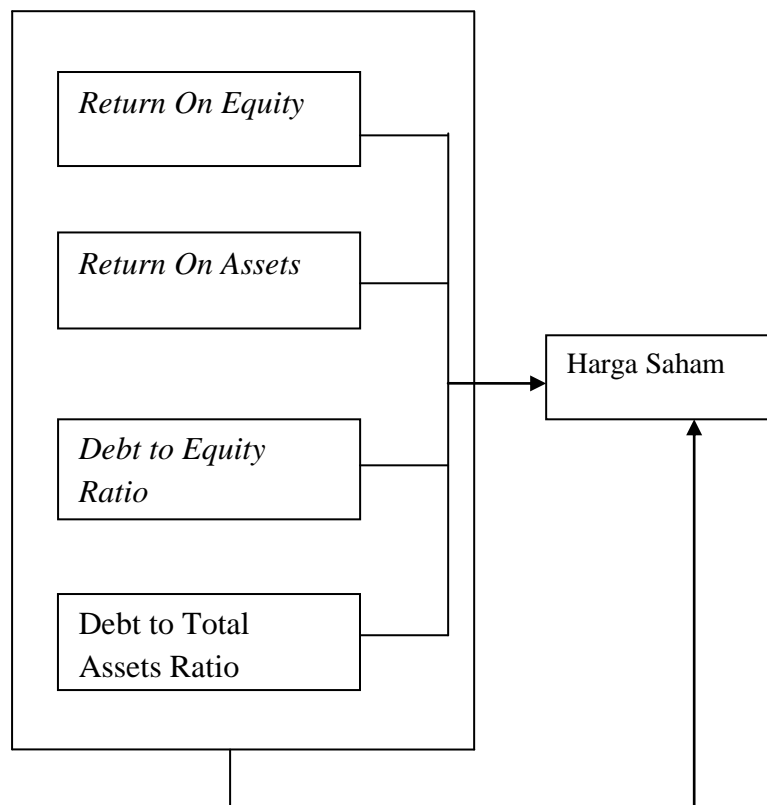 Return On Equity
Return On Assets
Harga Saham
Debt to Equity
Ratio
Debt to Total
Assets Ratio